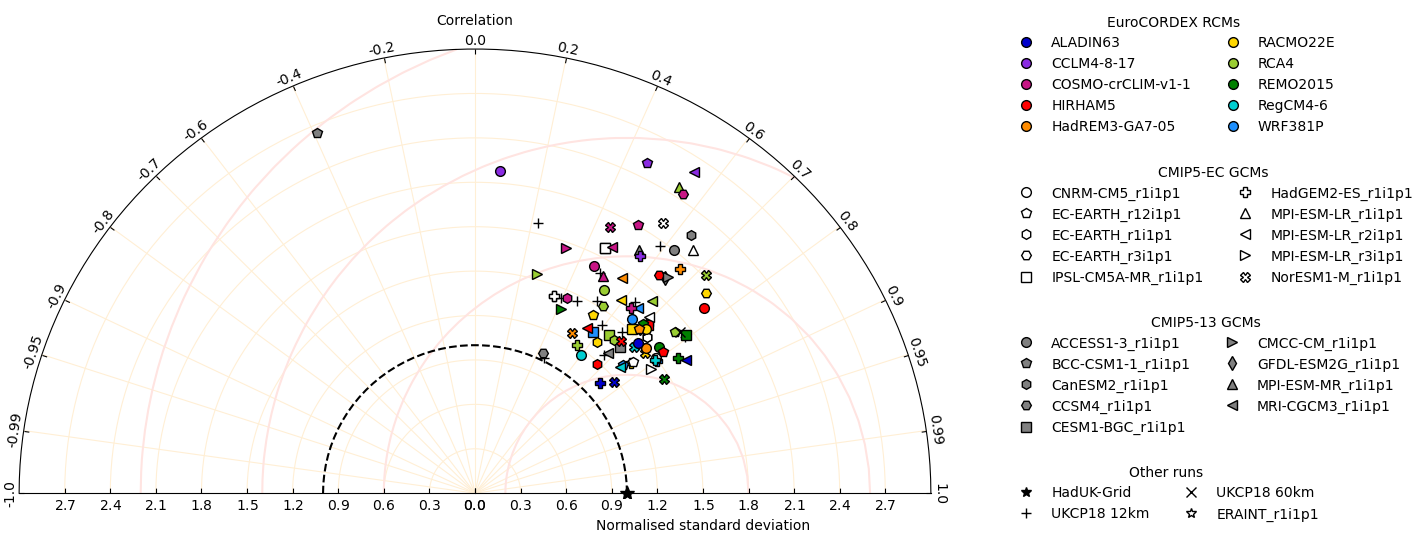 Correlation
-1.0
-0.99
-0.95
-0.9
-0.8
-0.7
-0.6
-0.4
-0.2
0.0
0.2
0.4
0.6
0.7
0.8
0.9
0.95
0.99
1.0
2.7 2.4 2.1 1.8 1.5 1.2 0.9 0.6 0.3 0.0 0.3 0.6 0.9 1.2 1.5 1.8 2.1 2.4 2.7
Normalised standard deviation
EuroCORDEX RCMs
ALADIN63
CCLM4-8-17
COSMO-crCLIM-v1-1
HIRHAM5
HadREM3-GA7-05
RACMO22E
RCA4
REMO2015
RegCM4-6
WRF381P
CMIP5-EC GCMs
CNRM-CM5_r1i1p1
EC-EARTH_r12i1p1
EC-EARTH_r1i1p1
EC-EARTH_r3i1p1
IPSL-CM5A-MR_r1i1p1
HadGEM2-ES_r1i1p1
MPI-ESM-LR_r1i1p1
MPI-ESM-LR_r2i1p1
MPI-ESM-LR_r3i1p1
NorESM1-M_r1i1p1
CMIP5-13 GCMs
ACCESS1-3_r1i1p1
BCC-CSM1-1_r1i1p1
CanESM2_r1i1p1
CCSM4_r1i1p1
CESM1-BGC_r1i1p1
CMCC-CM_r1i1p1
GFDL-ESM2G_r1i1p1
MPI-ESM-MR_r1i1p1
MRI-CGCM3_r1i1p1
Other runs
HadUK-Grid
UKCP18 12km
UKCP18 60km
ERAINT_r1i1p1